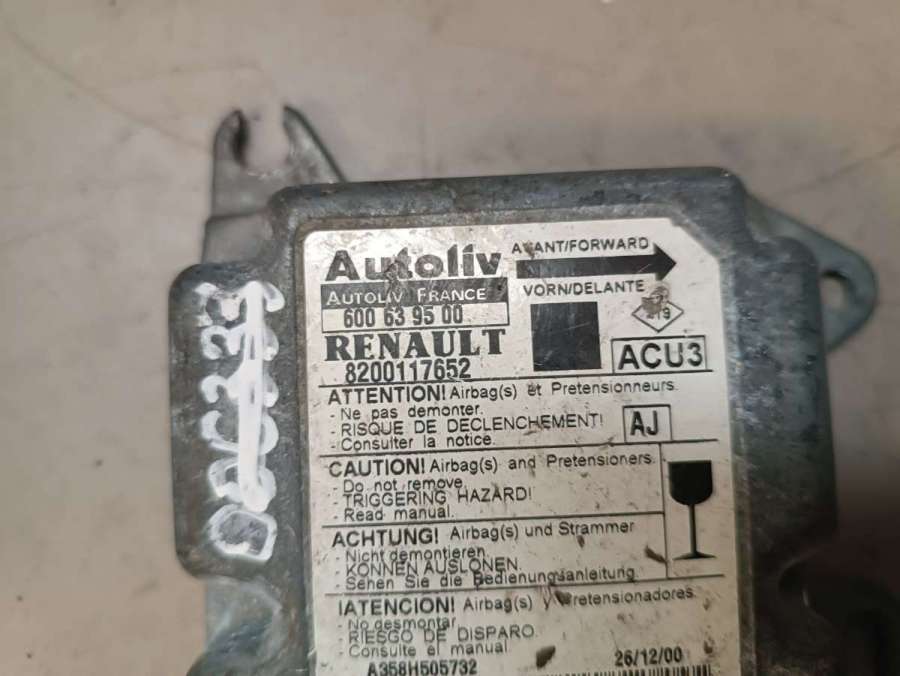 Autoliv
AVANT/FORWARD
AUTOLIV FRANCE
VORN/DELANTE
600 63 95 00
RENAULT
8200117652
ACU3
ATTENTION! Airbag(s) et Pretensionneurs.
- Ne pas demonter.
- RISQUE DE DECLENCHEMENT!
- Consulter la notice.
AJ
CAUTION! Airbag(s) and Pretensioners.
- Do not remove.
- TRIGGERING HAZARD!
- Read manual.
ACHTUNG! Airbag(s) und Strammer
- Nicht demontieren.
- KONNEN AUSLONEN.
- Sehen Sie die Bedienungsanleitung
IATENCION! Airbag(s) y Pretensionadores.
- No desmontar.
- RIESGO DE DISPARO.
- Consulte el manual
A358H505732
26/12/00